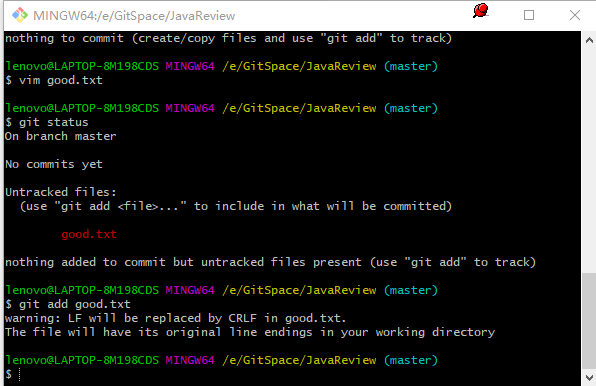 MINGW64:/e/GitSpace/JavaReview
nothing to commit (create/copy files and use "git add" to track)
lenovo@LAPTOP-8M198CDS MINGW64 /e/GitSpace/JavaReview (master)
$ vim good.txt
lenovo@LAPTOP-8M198CDS MINGW64 /e/GitSpace/JavaReview (master)
$ git status
On branch master
No commits yet
Untracked files:
(use "git add <file>..." to include in what will be committed)
good.txt
nothing added to commit but untracked files present (use "git add" to track)
lenovo@LAPTOP-8M198CDS MINGW64 /e/GitSpace/JavaReview (master)
$ git add good.txt
warning: LF will be replaced by CRLF in good.txt.
The file will have its original line endings in your working directory
lenovo@LAPTOP-8M198CDS MINGW64 /e/GitSpace/JavaReview (master)
$